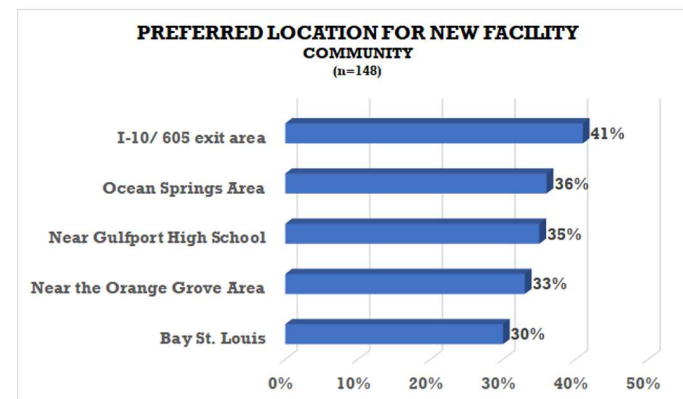 PREFERRED LOCATION FOR NEW FACILITY
COMMUNITY
(n=148)
I-10/ 605 exit area
41%
Ocean Springs Area
36%
Near Gulfport High School
35%
Near the Orange Grove Area
33%
Bay St. Louis
30%
0% 10% 20% 30% 40% 50%